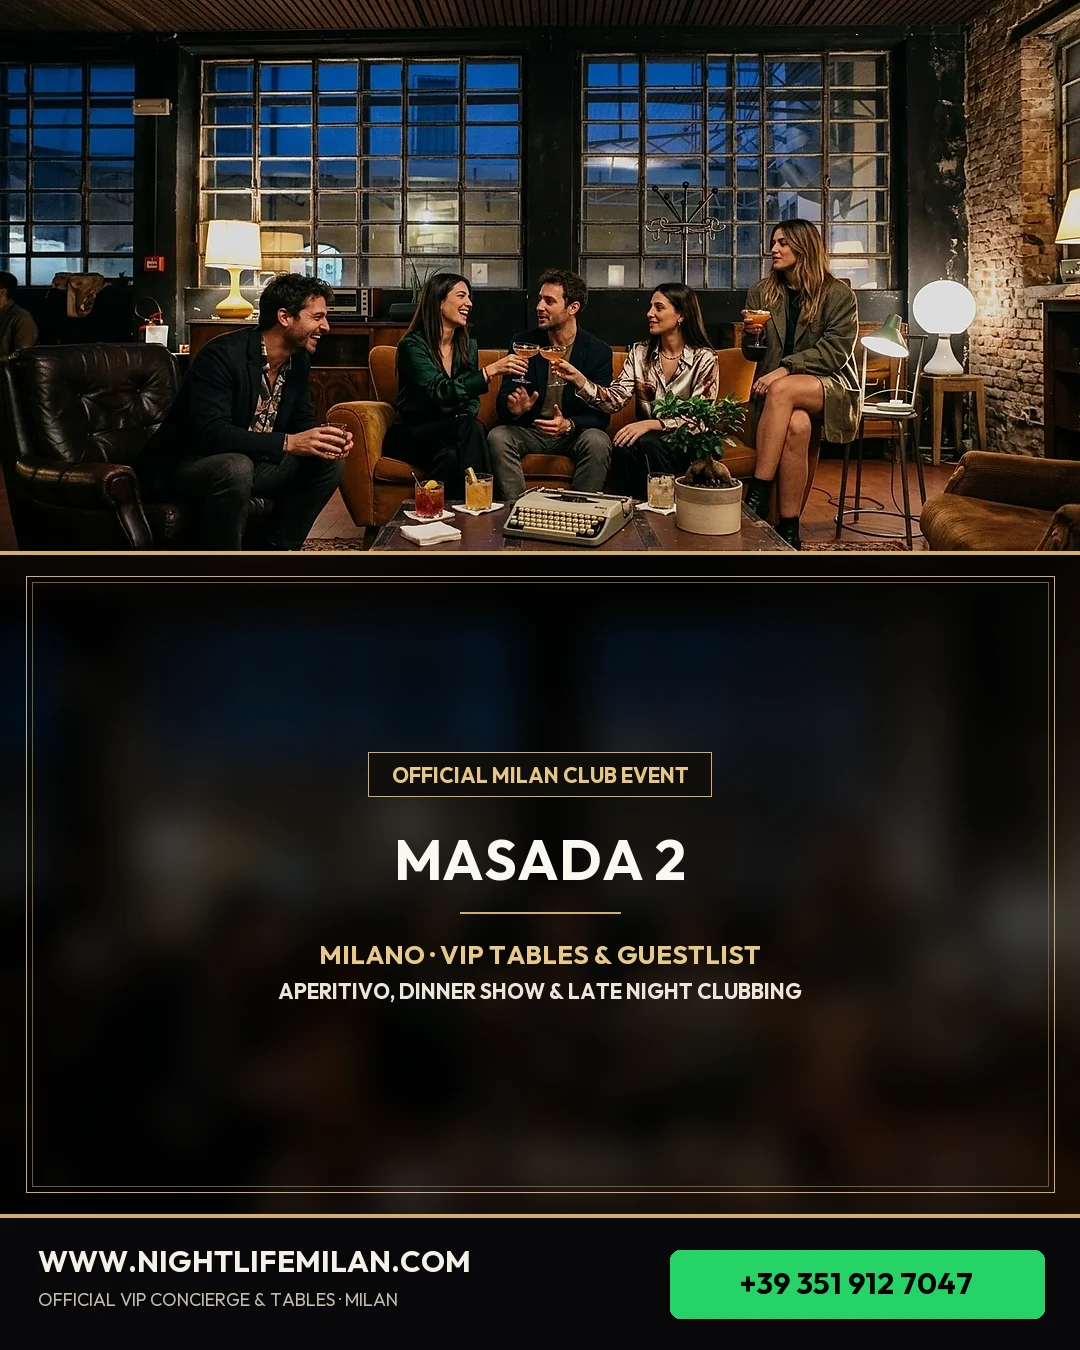 OFFICIAL MILAN CLUB EVENT
MASADA 2
MILANO · VIP TABLES & GUESTLIST
APERITIVO, DINNER SHOW & LATE NIGHT CLUBBING
WWW.NIGHTLIFEMILAN.COM
OFFICIAL VIP CONCIERGE & TABLES · MILAN
+39 351 912 7047